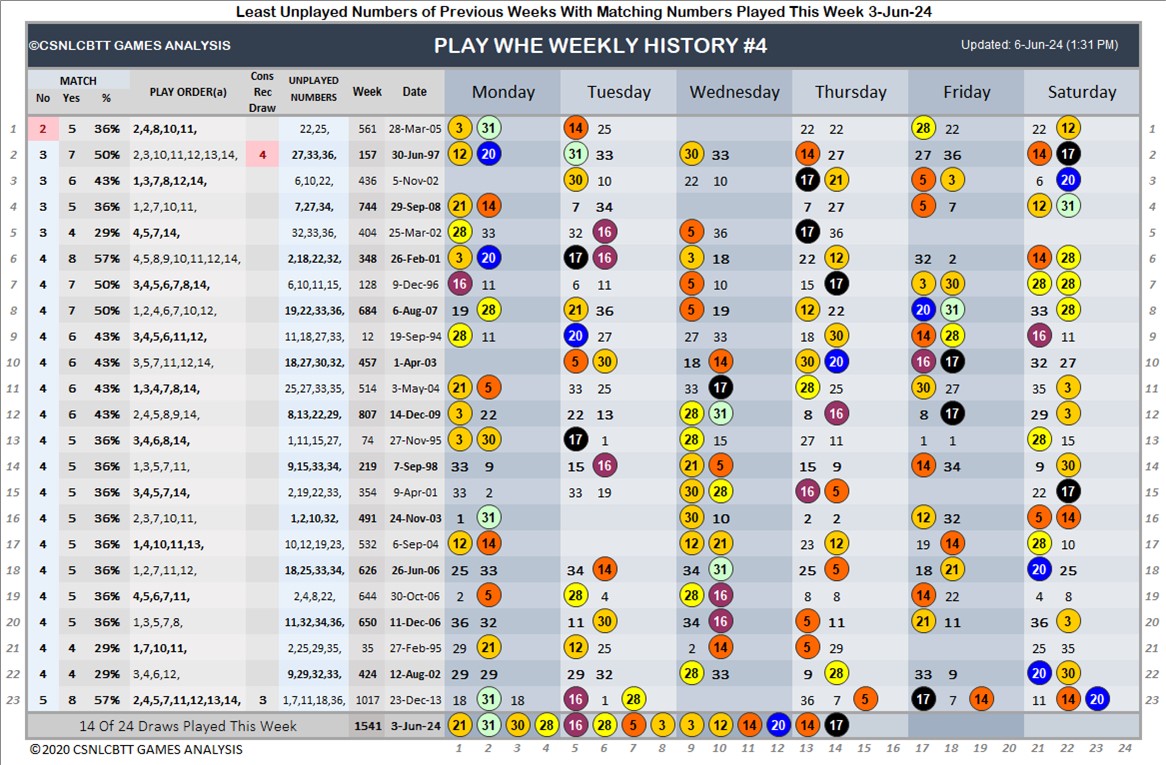 Least Unplayed Numbers of Previous Weeks With Matching Numbers Played This Week 3-Jun-24
©CSNLCBTT GAMES ANALYSIS PLAY WHE WEEKLY HISTORY #4 Updated: 6-Jun-24 (1:31 PM)
MATCH No Yes % PLAY ORDER(a) Cons Rec Draw UNPLAYED NUMBERS Week Date Monday Tuesday Wednesday Thursday Friday Saturday
1 2 5 36% 2,4,8,10,11, 22,25, 561 28-Mar-05 3 31 14 25 22 22 28 22 22 12 1
2 3 7 50% 2,3,10,11,12,13,14, 4 27,33,36, 157 30-Jun-97 12 20 31 33 30 33 14 27 27 36 14 17 2
3 3 6 43% 1,3,7,8,12,14, 6,10,22, 436 5-Nov-02 30 10 22 10 17 21 5 3 6 20 3
4 3 5 36% 1,2,7,10,11, 7,27,34, 744 29-Sep-08 21 14 7 34 7 27 5 7 12 31 4
5 3 4 29% 4,5,7,14, 32,33,36, 404 25-Mar-02 28 33 32 16 5 36 17 36 5
6 4 8 57% 4,5,8,9,10,11,12,14, 2,18,22,32, 348 26-Feb-01 3 20 17 16 3 18 22 12 32 2 14 28 6
7 4 7 50% 3,4,5,6,7,8,14, 6,10,11,15, 128 9-Dec-96 16 11 6 11 5 10 15 17 3 30 28 28 7
8 4 7 50% 1,2,4,6,7,10,12, 19,22,33,36, 684 6-Aug-07 19 28 21 36 5 19 12 22 20 31 33 28 8
9 4 6 43% 3,4,5,6,11,12, 11,18,27,33, 12 19-Sep-94 28 11 20 27 27 33 18 30 14 28 16 11 9
10 4 6 43% 3,5,7,11,12,14, 18,27,30,32, 457 1-Apr-03 5 30 18 14 30 20 16 17 32 27 10
11 4 6 43% 1,3,4,7,8,14, 25,27,33,35, 514 3-May-04 21 5 33 25 33 17 28 25 30 27 35 3 11
12 4 6 43% 2,4,5,8,9,14, 8,13,22,29, 807 14-Dec-09 3 22 22 13 28 31 8 16 8 17 29 3 12
13 4 5 36% 3,4,6,8,14, 1,11,15,27, 74 27-Nov-95 3 30 17 1 28 15 27 11 1 1 28 15 13
14 4 5 36% 1,3,5,7,11, 9,15,33,34, 219 7-Sep-98 33 9 15 16 21 5 15 9 14 34 9 30 14
15 4 5 36% 3,4,5,7,14, 2,19,22,33, 354 9-Apr-01 33 2 33 19 30 28 16 5 22 17 15
16 4 5 36% 2,3,7,10,11, 1,2,10,32, 491 24-Nov-03 1 31 30 10 2 2 12 32 5 14 16
17 4 5 36% 1,4,10,11,13, 10,12,19,23, 532 6-Sep-04 12 14 12 21 23 12 19 14 28 10 17
18 4 5 36% 1,2,7,11,12, 18,25,33,34, 626 26-Jun-06 25 33 34 14 34 31 25 5 18 21 20 25 18
19 4 5 36% 4,5,6,7,11, 2,4,8,22, 644 30-Oct-06 2 5 28 4 28 16 8 8 14 22 4 8 19
20 4 5 36% 1,3,5,7,8, 11,32,34,36, 650 11-Dec-06 36 32 11 30 34 16 5 11 21 11 36 3 20
21 4 4 29% 1,7,10,11, 2,25,29,35, 35 27-Feb-95 29 21 12 25 2 14 5 29 25 35 21
22 4 4 29% 3,4,6,12, 9,29,32,33, 424 12-Aug-02 29 29 29 32 28 33 9 28 33 9 20 30 22
23 5 8 57% 2,4,5,7,11,12,13,14, 3 1,7,11,18,36, 1017 23-Dec-13 18 31 18 16 1 28 36 7 5 17 7 14 11 14 20 23
14 Of 24 Draws Played This Week 1541 3-Jun-24 21 31 30 28 16 28 5 3 3 12 14 20 14 17
© 2020 CSNLCBTT GAMES ANALYSIS 1 2 3 4 5 6 7 8 9 10 11 12 13 14 15 16 17 18 19 20 21 22 23 24